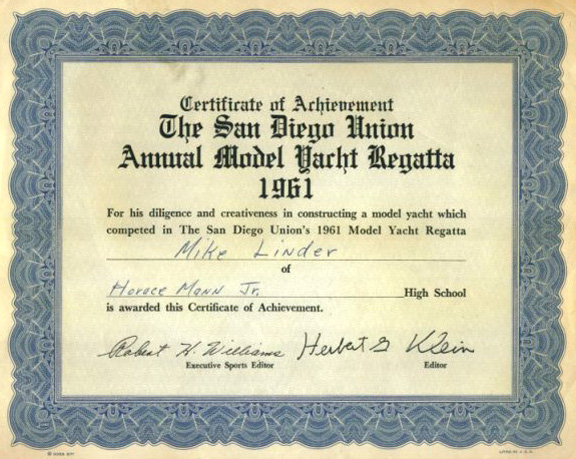 Certificate of Achievement
The San Diego Union
Annual Model Yacht Regatta
1961
For his diligence and creativeness in constructing a model yacht which
competed in The San Diego Union's 1961 Model Yacht Regatta
Mike Linder
of
Horace Mann Jr. High School
is awarded this Certificate of Achievement.
Robert H. Williams Herbert G Klein
Executive Sports Editor Editor